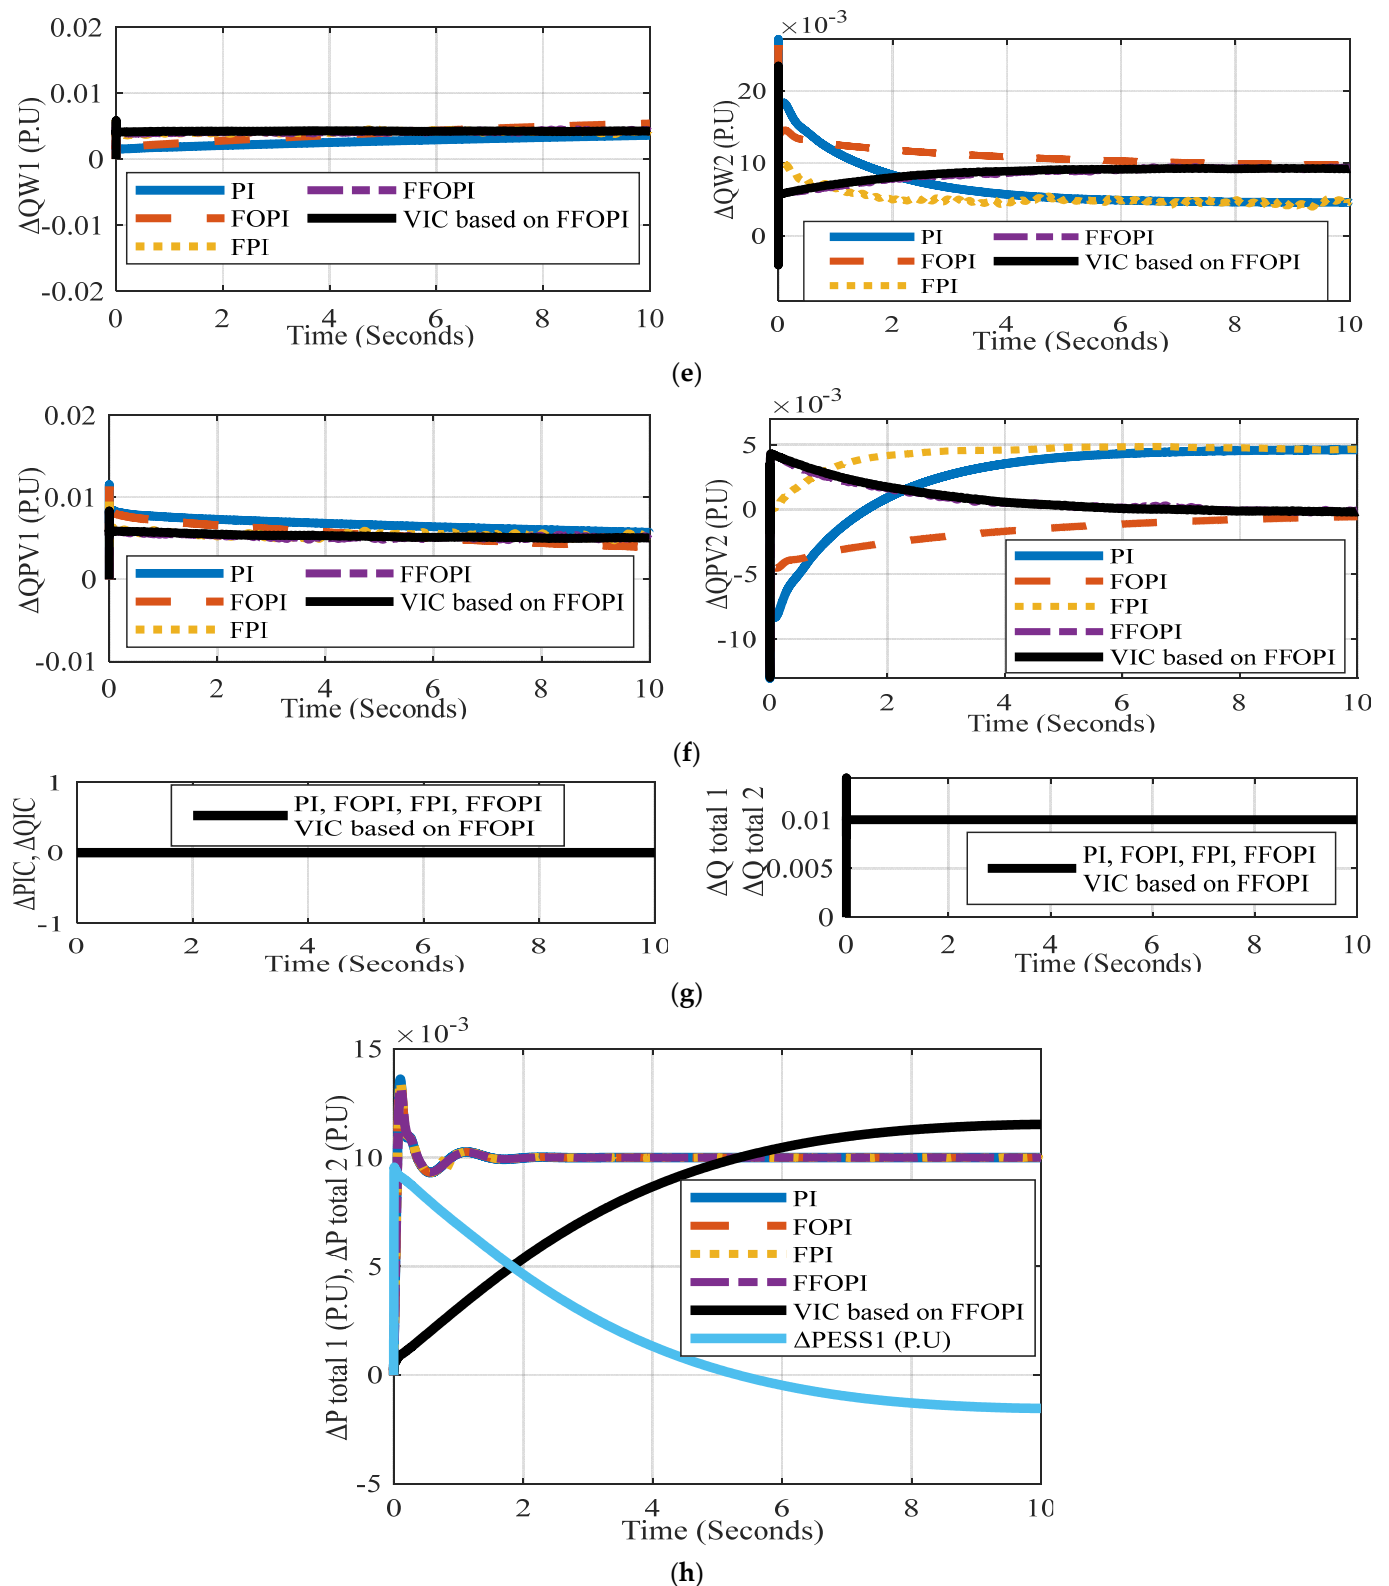 0.02
0.01
0
-0.01
-0.02
ΔQW1 (P.U)
PI
FOPI
FPI
FFOPI
VIC based on FFOPI
0 2 4 6 8 10
Time (Seconds)
×10-3
20
10
0
ΔQW2 (P.U)
PI
FOPI
FPI
FFOPI
VIC based on FFOPI
0 2 4 6 8 10
Time (Seconds)
(e)
0.02
0.01
0
-0.01
ΔQPV1 (P.U)
PI
FOPI
FPI
FFOPI
VIC based on FFOPI
0 2 4 6 8 10
Time (Seconds)
×10-3
5
0
-5
-10
ΔQPV2 (P.U)
PI
FOPI
FPI
FFOPI
VIC based on FFOPI
0 2 4 6 8 10
Time (Seconds)
(f)
1
0
-1
ΔPIC, ΔQIC
PI, FOPI, FPI, FFOPI
VIC based on FFOPI
0 2 4 6 8 10
Time (Seconds)
0.01
0.005
0
ΔQ total 1
ΔQ total 2
PI, FOPI, FPI, FFOPI
VIC based on FFOPI
0 2 4 6 8 10
Time (Seconds)
(g)
×10-3
15
10
5
0
-5
ΔP total 1 (P.U), ΔP total 2 (P.U)
PI
FOPI
FPI
FFOPI
VIC based on FFOPI
ΔPESS1 (P.U)
0 2 4 6 8 10
Time (Seconds)
(h)